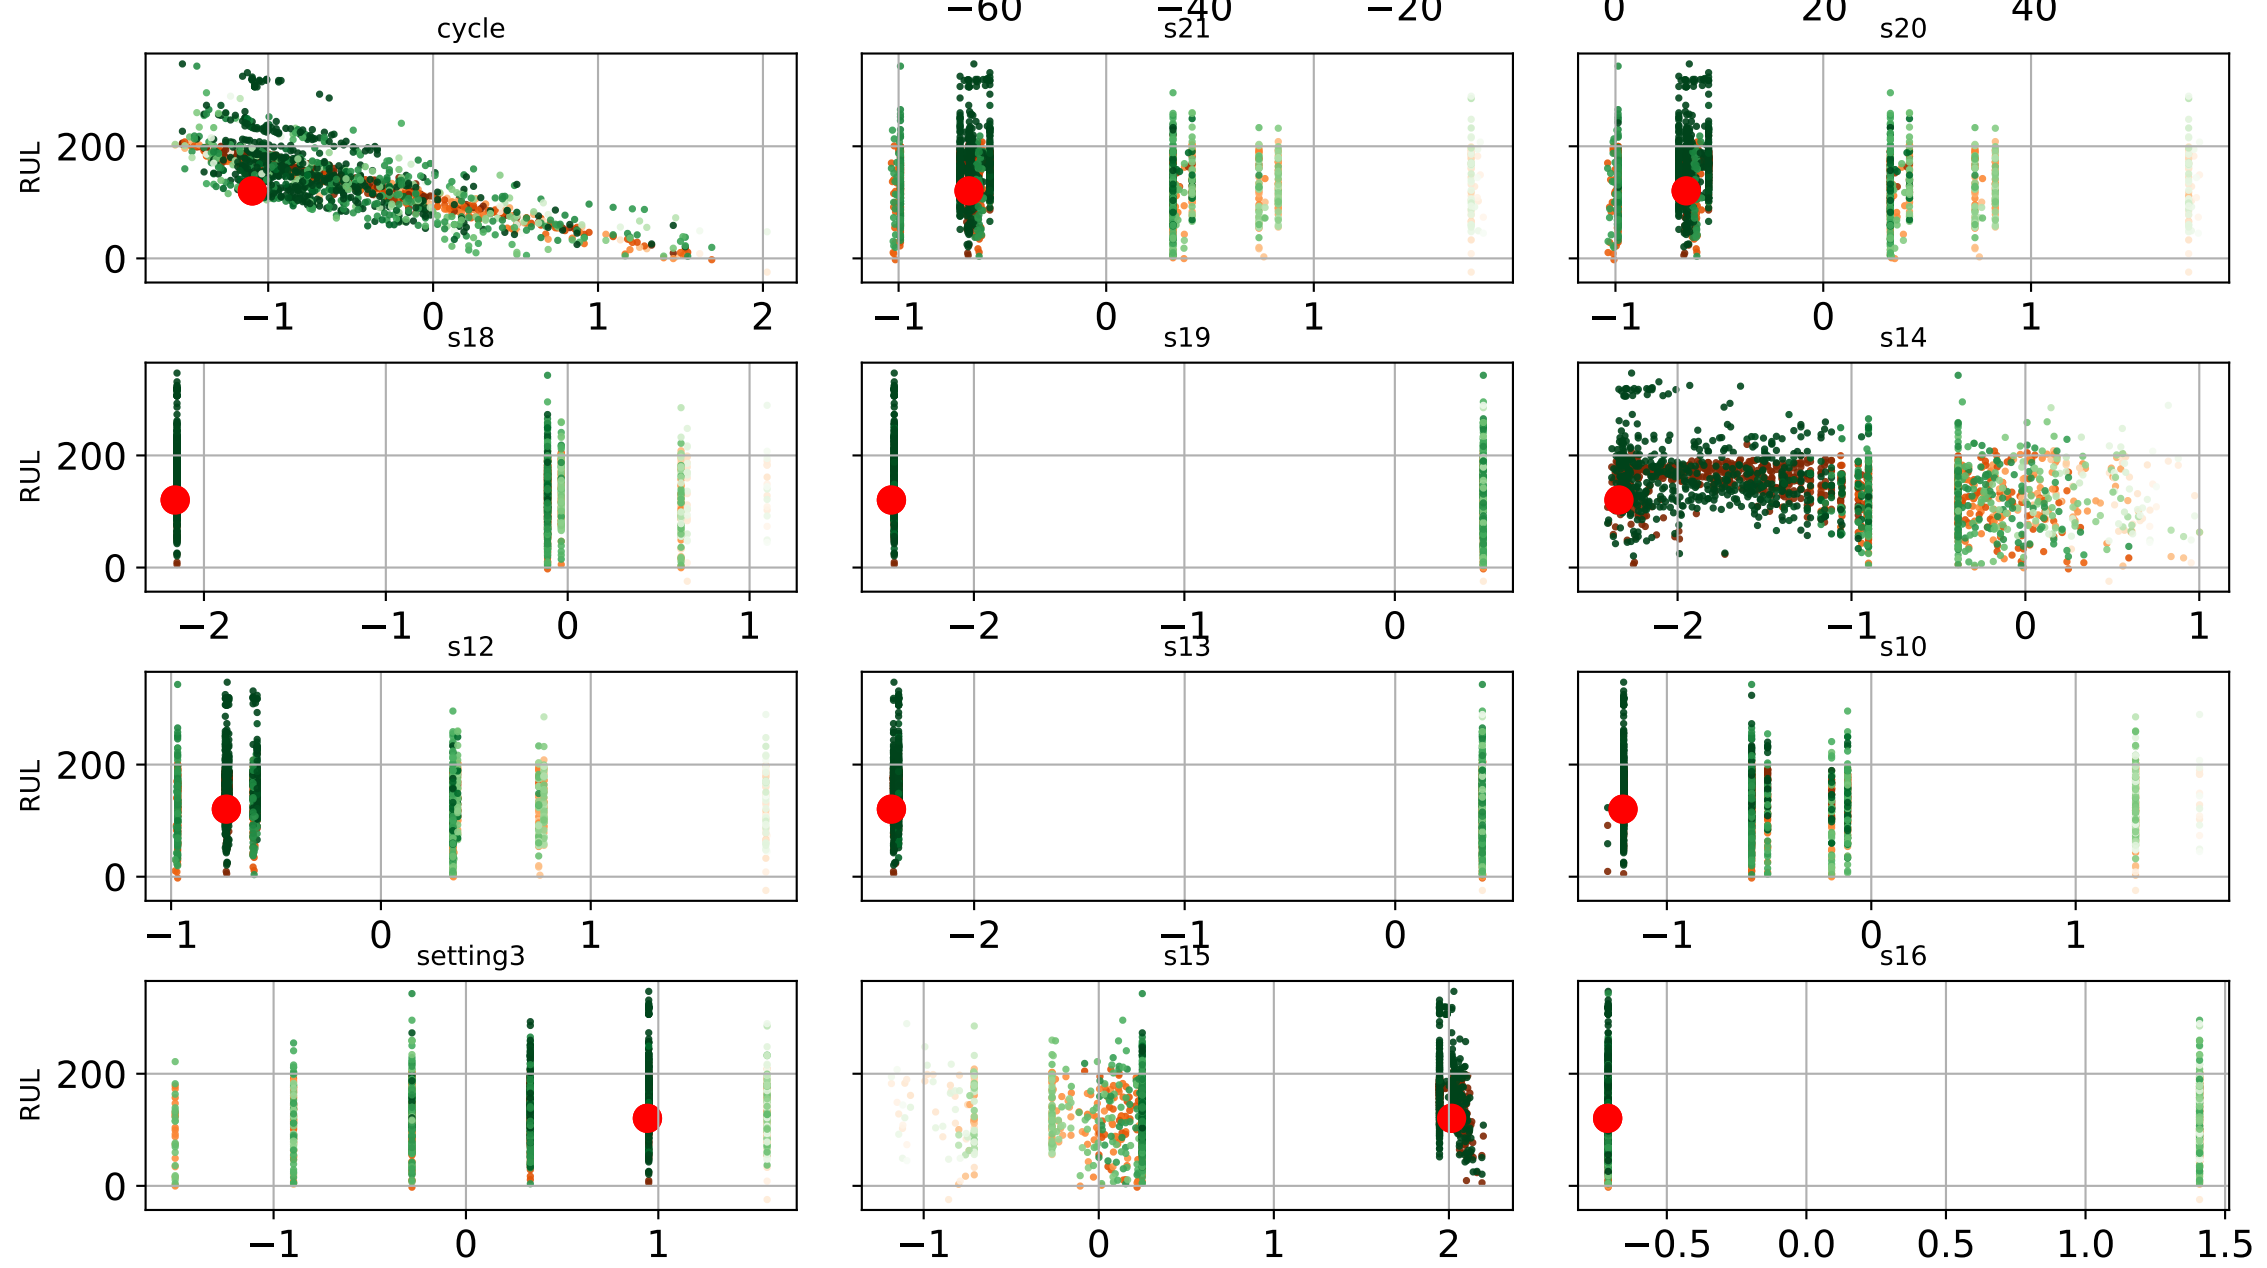 −60 −40 −20 0 20 40
cycle s21 s20
RUL 200 0
−1 0 1 2 −1 0 1 −1 0 1
s18 s19 s14
RUL 200 0
−2 −1 0 1 −2 −1 0 −2 −1 0 1
s12 s13 s10
RUL 200 0
−1 0 1 −2 −1 0 −1 0 1
setting3 s15 s16
RUL 200 0
−1 0 1 −1 0 1 2 −0.5 0.0 0.5 1.0 1.5